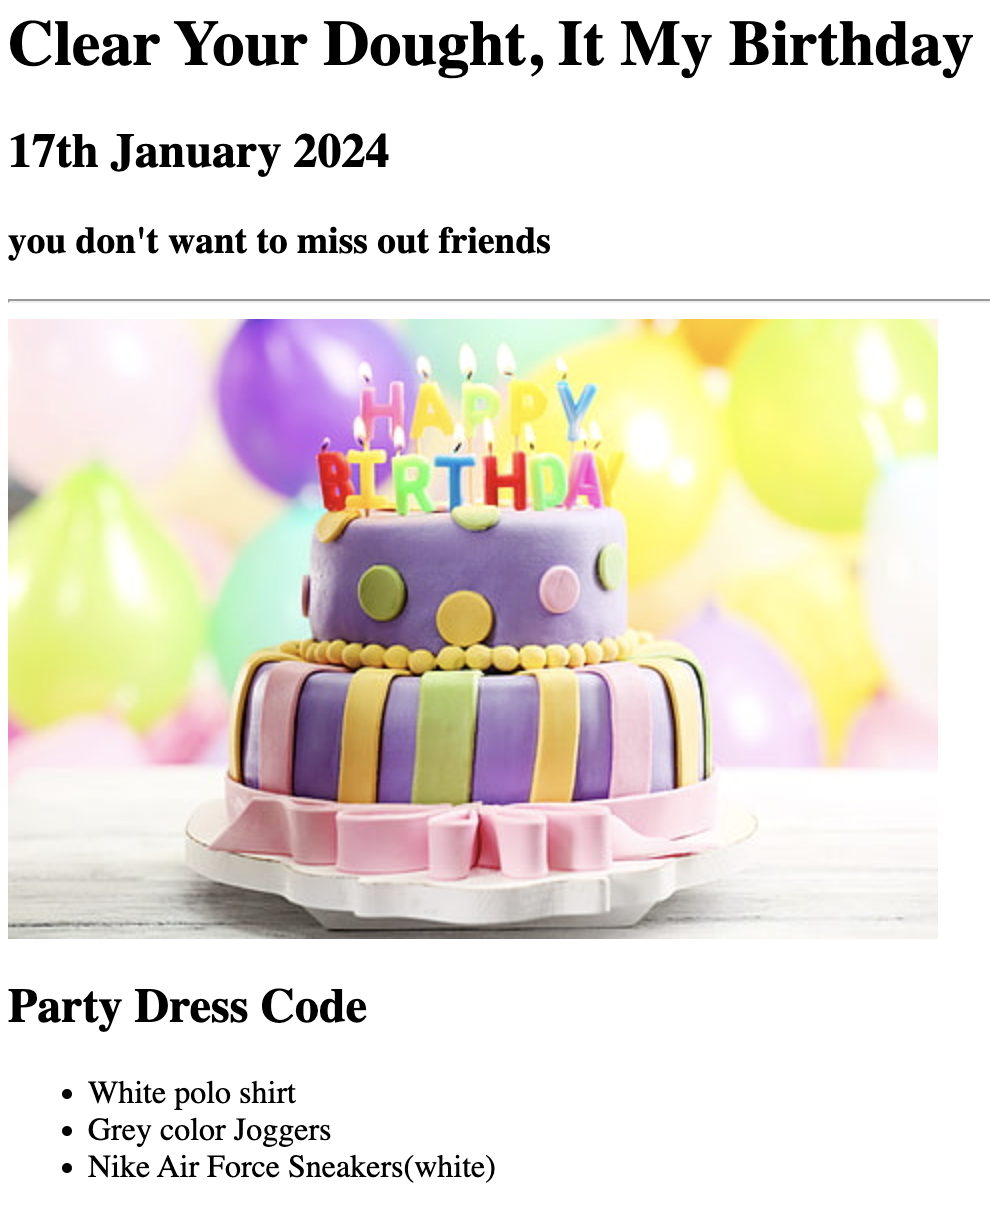 Clear Your Dought, It My Birthday
17th January 2024
you don't want to miss out friends
HAPPY
BIRTHDAY
Party Dress Code
White polo shirt
Grey color Joggers
Nike Air Force Sneakers(white)